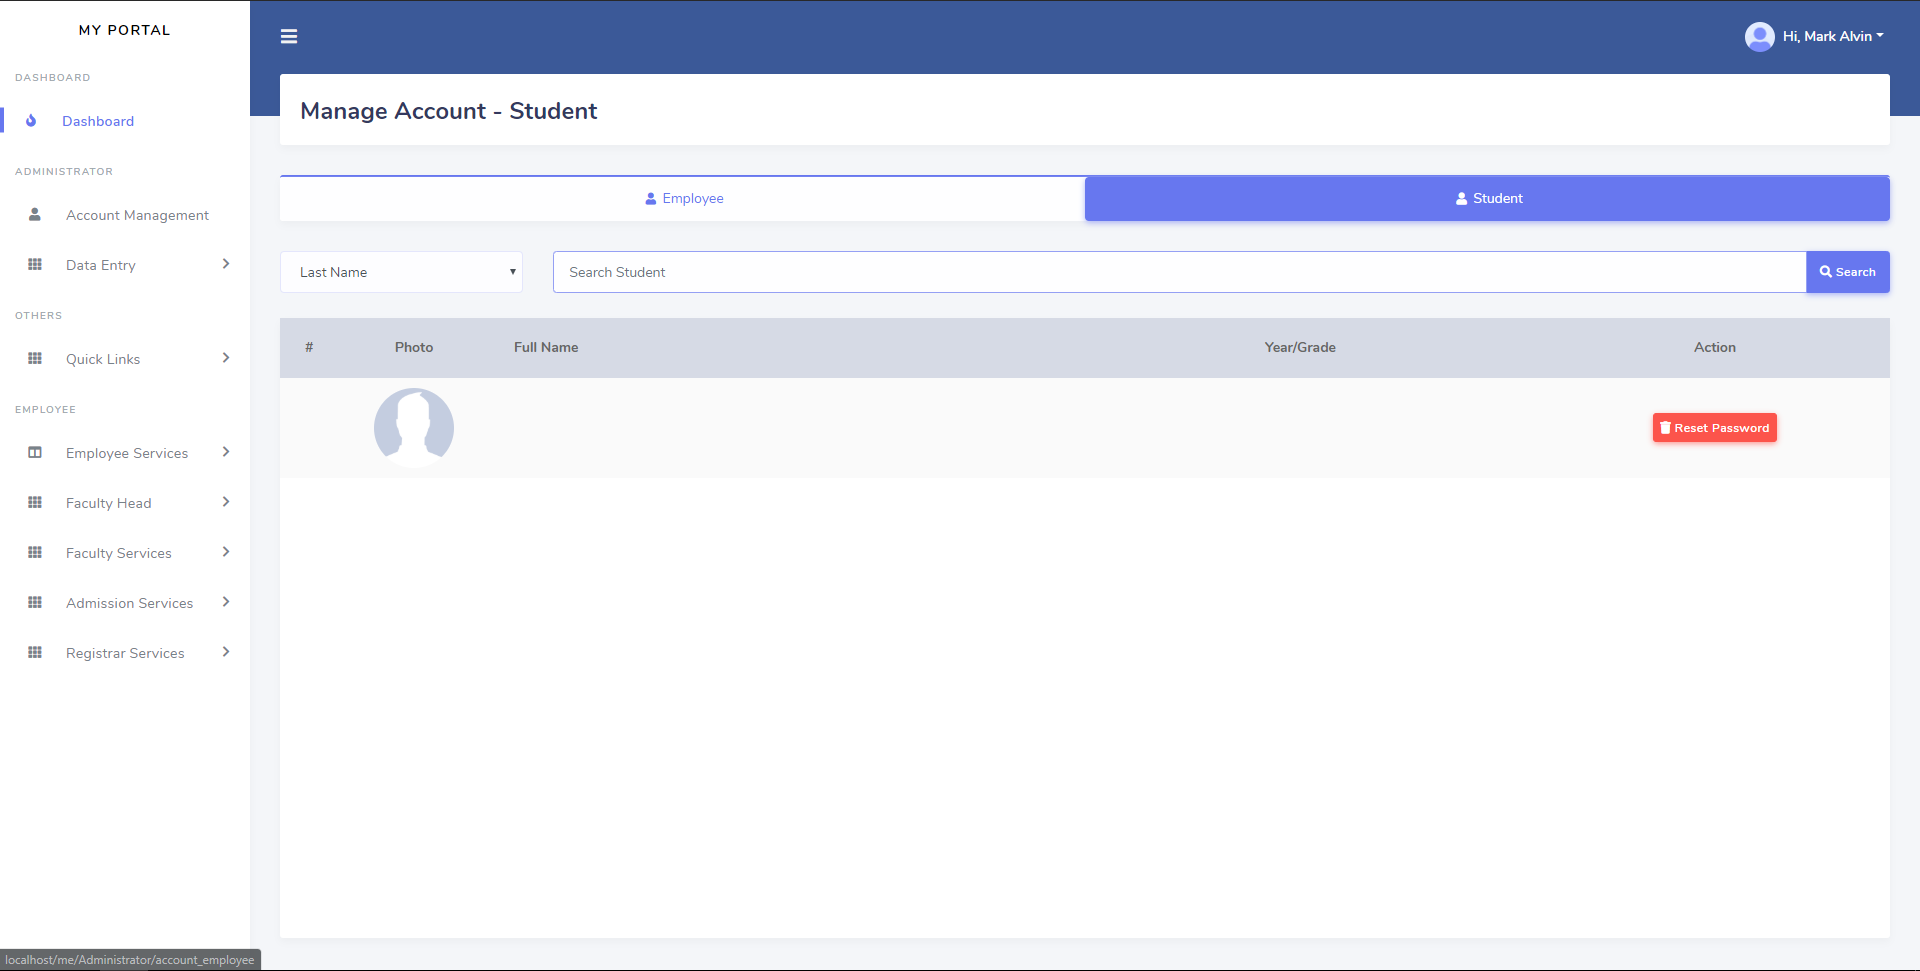 MY PORTAL
Hi, Mark Alvin
DASHBOARD
Dashboard
ADMINISTRATOR
Account Management
Data Entry
OTHERS
Quick Links
EMPLOYEE
Employee Services
Faculty Head
Faculty Services
Admission Services
Registrar Services
Manage Account - Student
Employee
Student
Last Name
Search Student
Search
# Photo Full Name Year/Grade Action
Reset Password
localhost/me/Administrator/account_employee